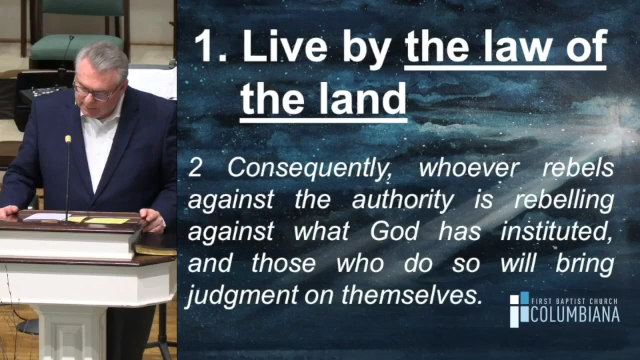 1. Live by the law of
the land
2 Consequently, whoever rebels
against the authority is rebelling
against what God has instituted,
and those who do so will bring
judgment on themselves.
FIRST BAPTIST CHURCH
COLUMBIANA